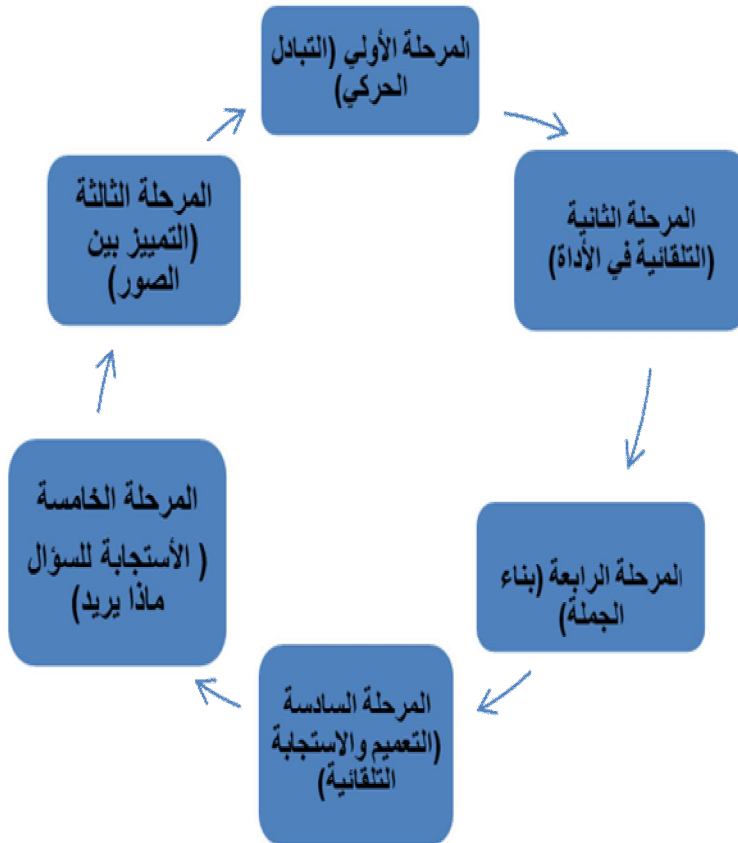 المرحلة الأولي (التبادل
الحركي)
المرحلة الثانية
(التلقائية في الأداة)
المرحلة الرابعة (بناء
الجملة)
المرحلة السادسة
(التعميم والاستجابة
التلقائية)
المرحلة الخامسة
( الأستجابة للسؤال
ماذا يريد)
المرحلة الثالثة
(التمييز بين
الصور)